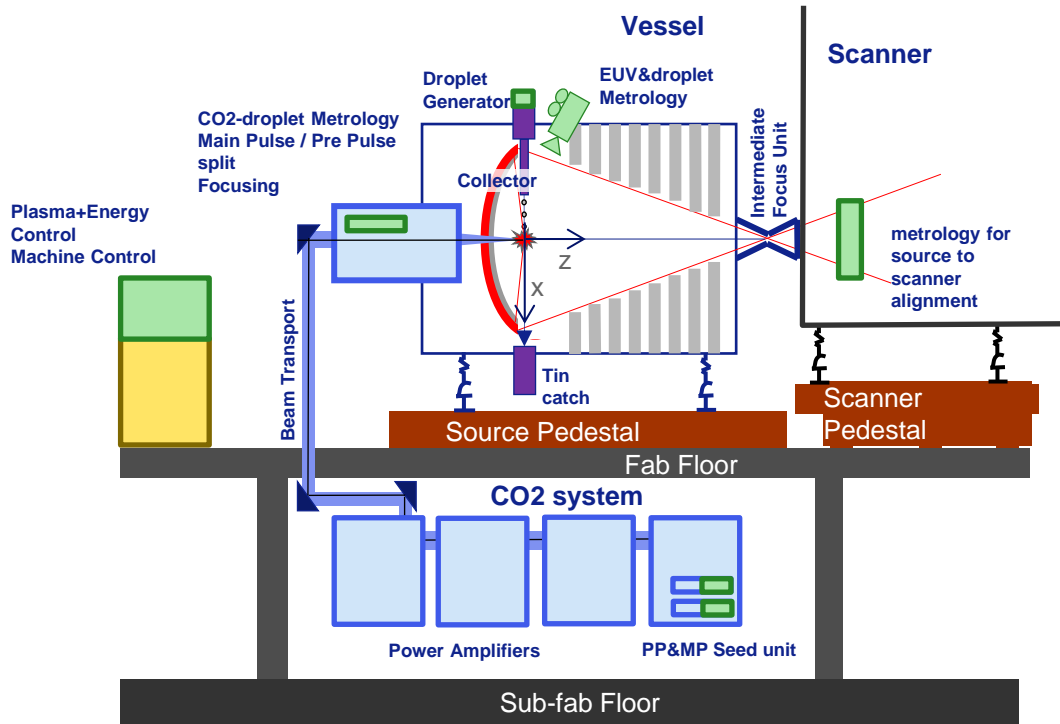 Vessel
Scanner
Droplet
Generator
EUV&droplet
Metrology
CO2-droplet Metrology
Main Pulse / Pre Pulse
split
Focusing
Collector
Intermediate
Focus Unit
Plasma+Energy
Control
Machine Control
Z
X
metrology for
source to
scanner
alignment
Beam Transport
Tin
catch
Source Pedestal
Scanner
Pedestal
Fab Floor
CO2 system
Power Amplifiers
PP&MP Seed unit
Sub-fab Floor